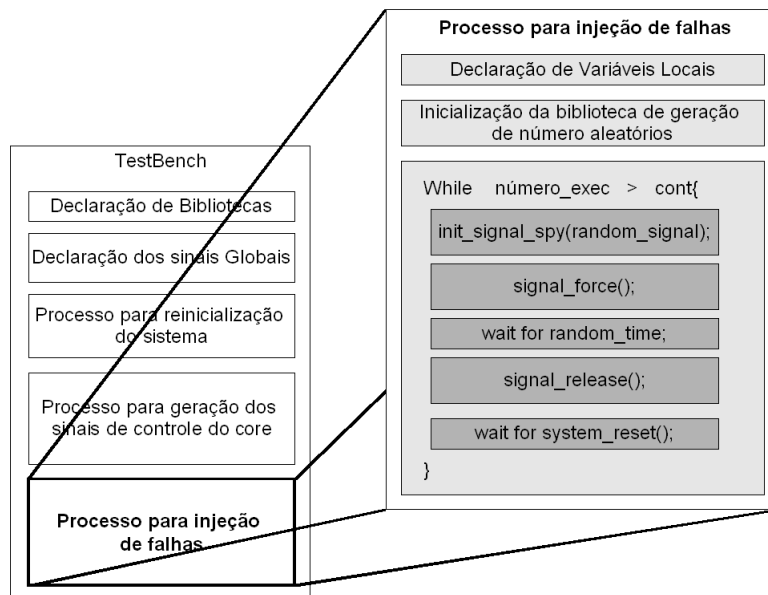 TestBench
Declaração de Bibliotecas
Declaração dos sinais Globais
Processo para reinicialização
do sistema
Processo para geração dos
sinais de controle do core
Processo para injeção
de falhas
Processo para injeção de falhas
Declaração de Variáveis Locais
Inicialização da biblioteca de geração
de número aleatórios
While número_exec > cont{
init_signal_spy(random_signal);
signal_force();
wait for random_time;
signal_release();
wait for system_reset();
}